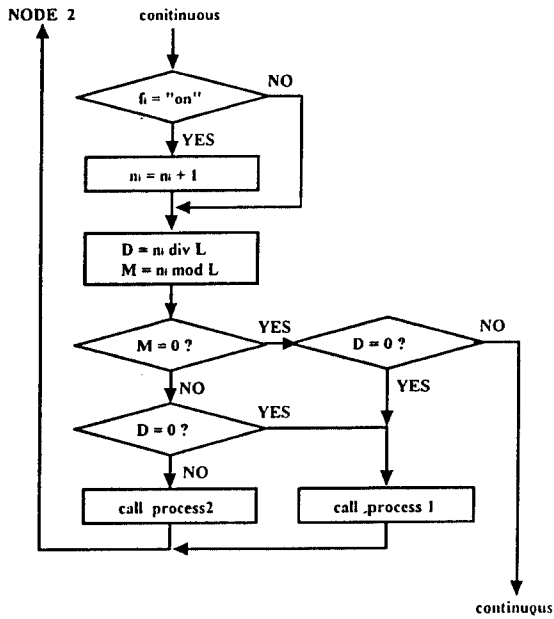 NODE 2
continuous
fi = "on"
NO
YES
ni = ni + 1
D = ni div L
M = ni mod L
M = 0 ?
YES
D = 0 ?
NO
NO
YES
D = 0 ?
YES
NO
call process2
call process 1
continuous